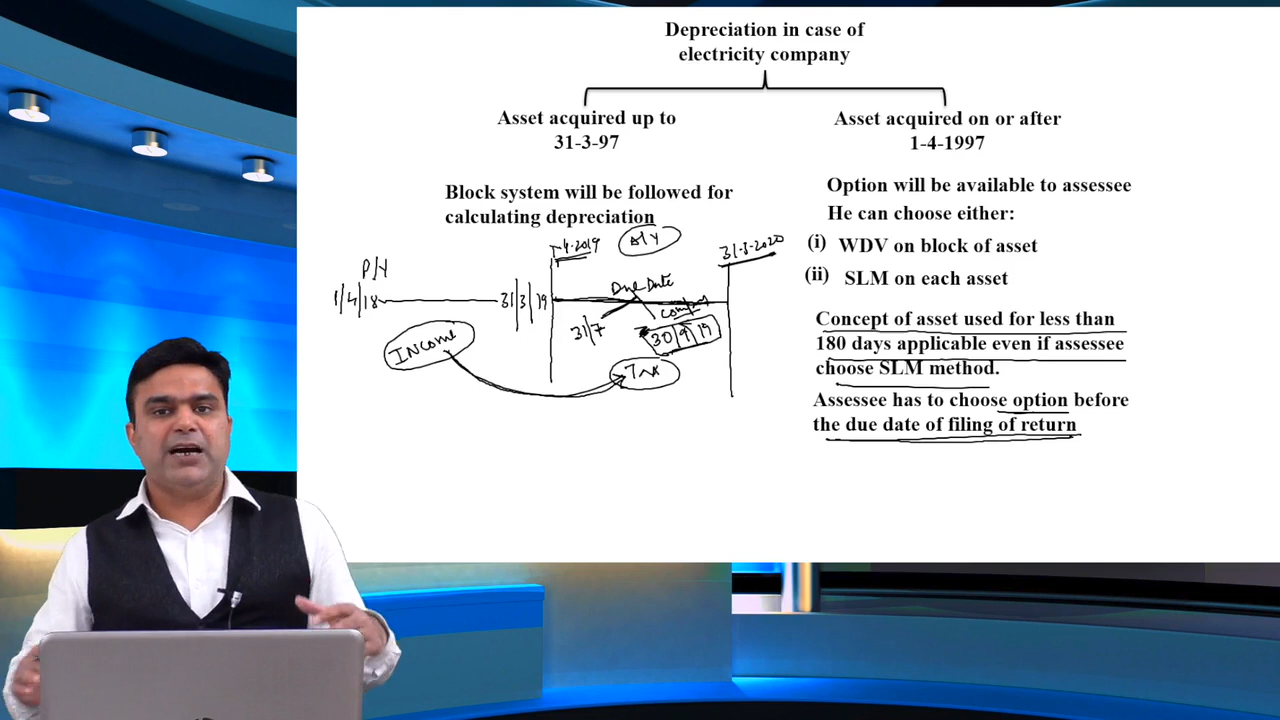 Depreciation in case of
electricity company
Asset acquired up to
31-3-97
Block system will be followed for
calculating depreciation
Asset acquired on or after
1-4-1997
Option will be available to assessee
He can choose either:
(i) WDV on block of asset
(ii) SLM on each asset
Concept of asset used for less than
180 days applicable even if assessee
choose SLM method.
Assessee has to choose option before
the due date of filing of return
1-4-2019
A/Y
31-3-2020
P/Y
1/4/18
31/3/19
Due Date
31/7
Company
30/9/19
INCOME
Tax